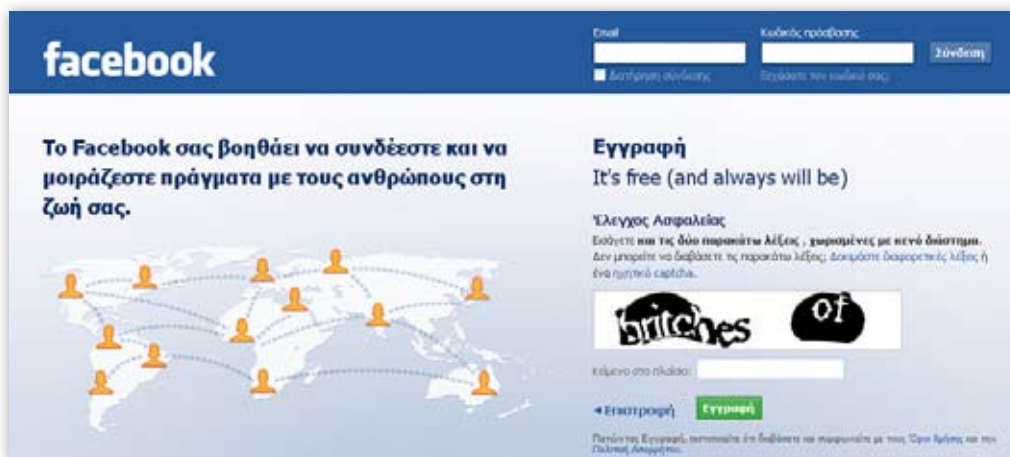 facebook
Email
Κωδικός πρόσβασης
Σύνδεση
Διατήρηση σύνδεσης
Ξεχάσατε τον κωδικό σας;
Το Facebook σας βοηθάει να συνδέεστε και να
μοιράζεστε πράγματα με τους ανθρώπους στη
ζωή σας.
Εγγραφή
It's free (and always will be)
Έλεγχος Ασφαλείας
Εισάγετε και τις δύο παρακάτω λέξεις , χωρισμένες με κενό διάστημα.
Δεν μπορείτε να διαβάσετε τις παρακάτω λέξεις; Δοκιμάστε διαφορετικές λέξεις ή
ένα ηχητικό captcha.
britches of
Κείμενο στο πλαίσιο:
Επιστροφή
Εγγραφή
Πατώντας Εγγραφή, πιστοποιείτε ότι διαβάσατε και συμφωνείτε με τους Όροι Χρήσης και την
Πολιτική Απορρήτου.